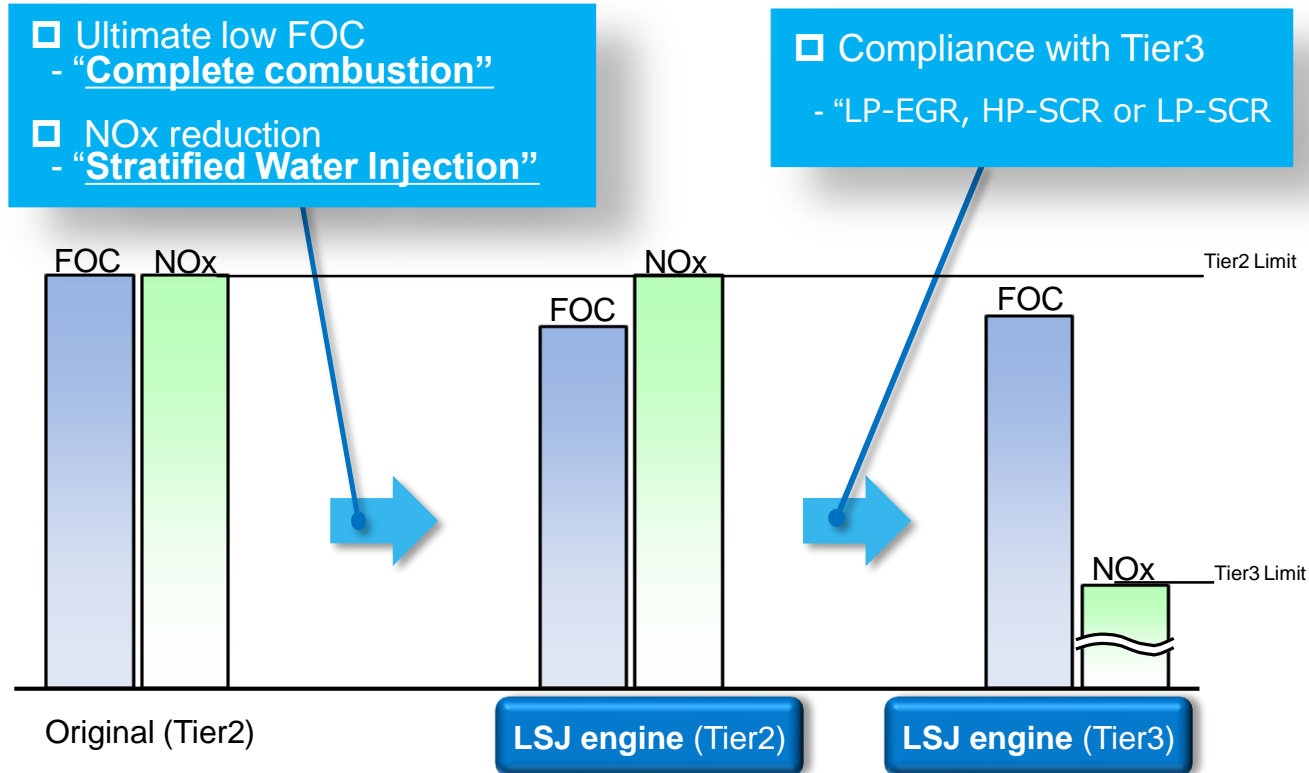 Ultimate low FOC
- “Complete combustion”
NOx reduction
- “Stratified Water Injection”
Compliance with Tier3
- “LP-EGR, HP-SCR or LP-SCR
FOC
NOx
FOC
NOx
FOC
NOx
Tier2 Limit
Tier3 Limit
Original (Tier2)
LSJ engine (Tier2)
LSJ engine (Tier3)